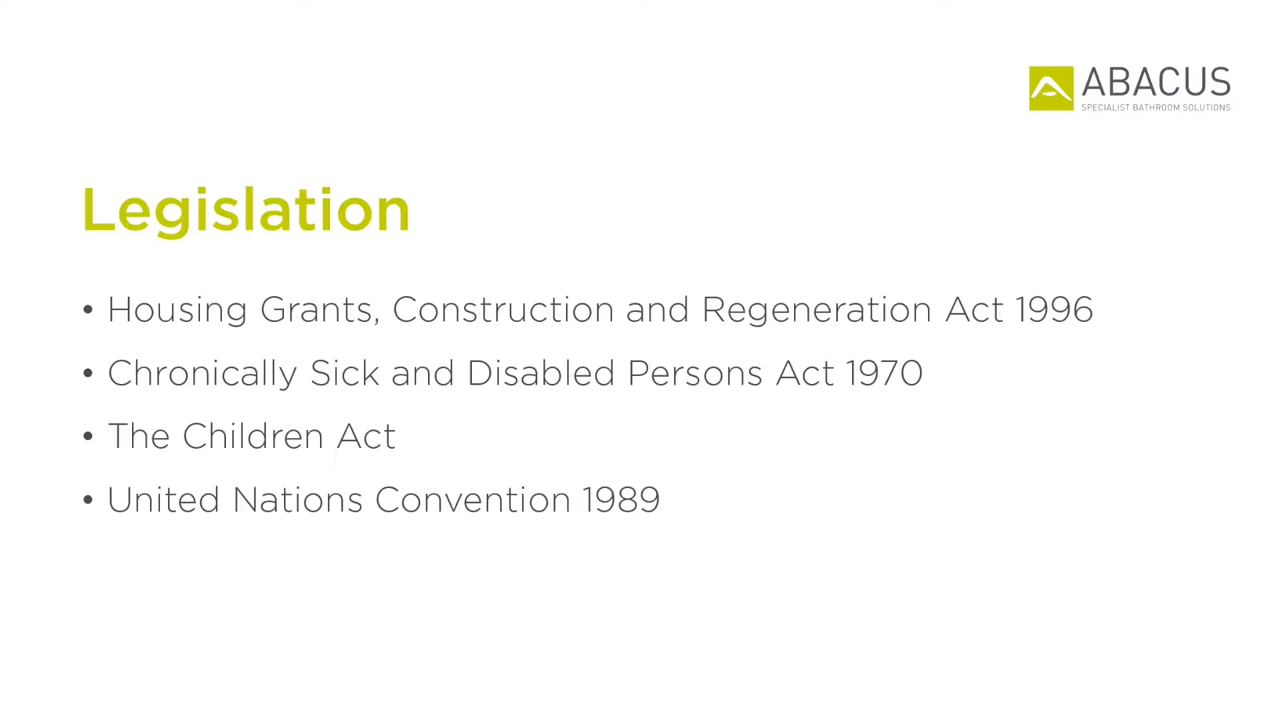 ABACUS
SPECIALIST BATHROOM SOLUTIONS
Legislation
• Housing Grants, Construction and Regeneration Act 1996
• Chronically Sick and Disabled Persons Act 1970
• The Children Act
• United Nations Convention 1989